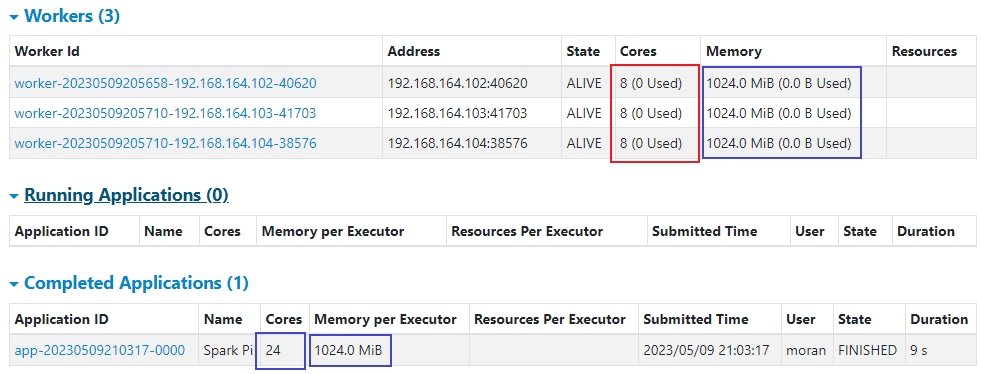 Workers (3)
Worker Id Address State Cores Memory Resources
worker-20230509205658-192.168.164.102-40620 192.168.164.102:40620 ALIVE 8 (0 Used) 1024.0 MiB (0.0 B Used)
worker-20230509205710-192.168.164.103-41703 192.168.164.103:41703 ALIVE 8 (0 Used) 1024.0 MiB (0.0 B Used)
worker-20230509205710-192.168.164.104-38576 192.168.164.104:38576 ALIVE 8 (0 Used) 1024.0 MiB (0.0 B Used)
Running Applications (0)
Application ID Name Cores Memory per Executor Resources Per Executor Submitted Time User State Duration
Completed Applications (1)
Application ID Name Cores Memory per Executor Resources Per Executor Submitted Time User State Duration
app-20230509210317-0000 Spark Pi 24 1024.0 MiB 2023/05/09 21:03:17 moran FINISHED 9 s